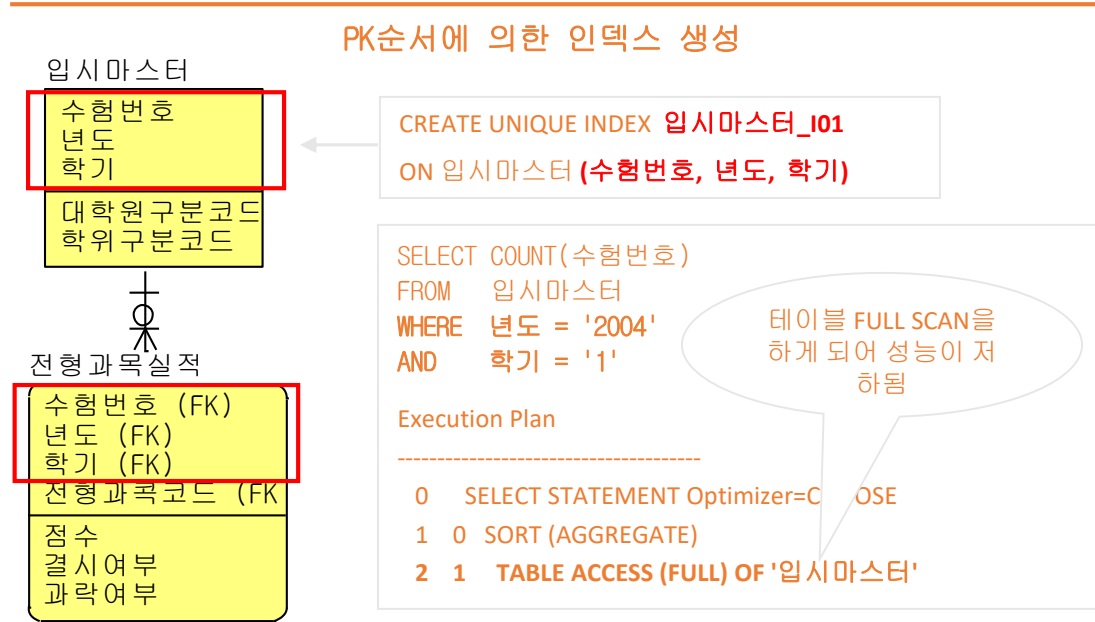 PK순서에 의한 인덱스 생성
입시마스터
수험번호
년도
학기
대학원구분코드
학위구분코드
전형과목실적
수험번호 (FK)
년도 (FK)
학기 (FK)
전형과목코드 (FK
점수
결시여부
과락여부
CREATE UNIQUE INDEX 입시마스터_I01
ON 입시마스터 (수험번호, 년도, 학기)
SELECT COUNT(수험번호)
FROM 입시마스터
WHERE 년도 = '2004'
AND 학기 = '1'
테이블 FULL SCAN을
하게 되어 성능이 저
하됨
Execution Plan
--------------------------------------
0 SELECT STATEMENT Optimizer=C OSE
1 0 SORT (AGGREGATE)
2 1 TABLE ACCESS (FULL) OF '입시마스터'